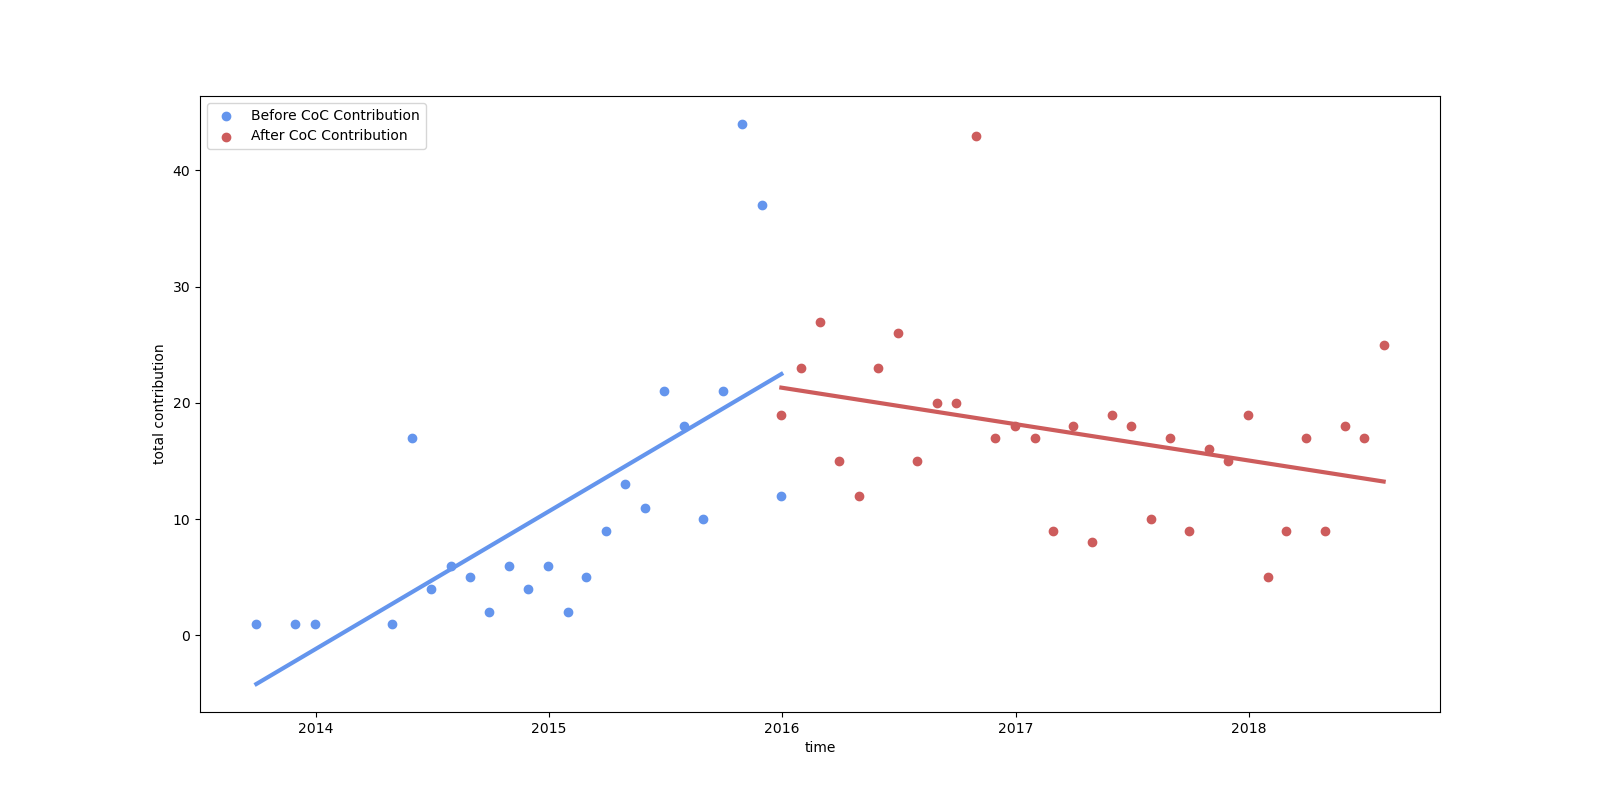 Before CoC Contribution
After CoC Contribution
40
30
20
10
0
total contribution
2014 2015 2016 2017 2018
time